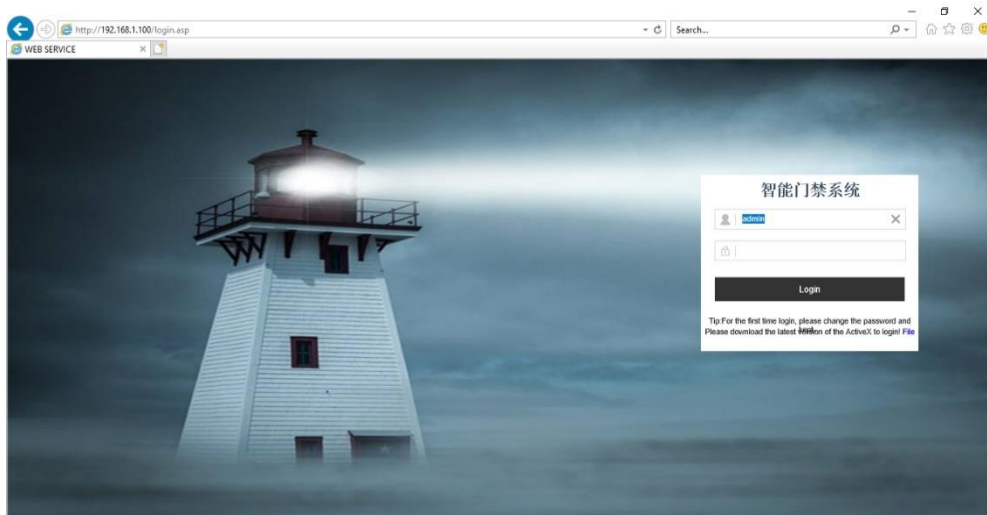 http://192.168.1.100/login.asp
Search...
WEB SERVICE
智能门禁系统
admin
Login
Tip:For the first time login, please change the password and
Please download the latest version of the ActiveX to login! File